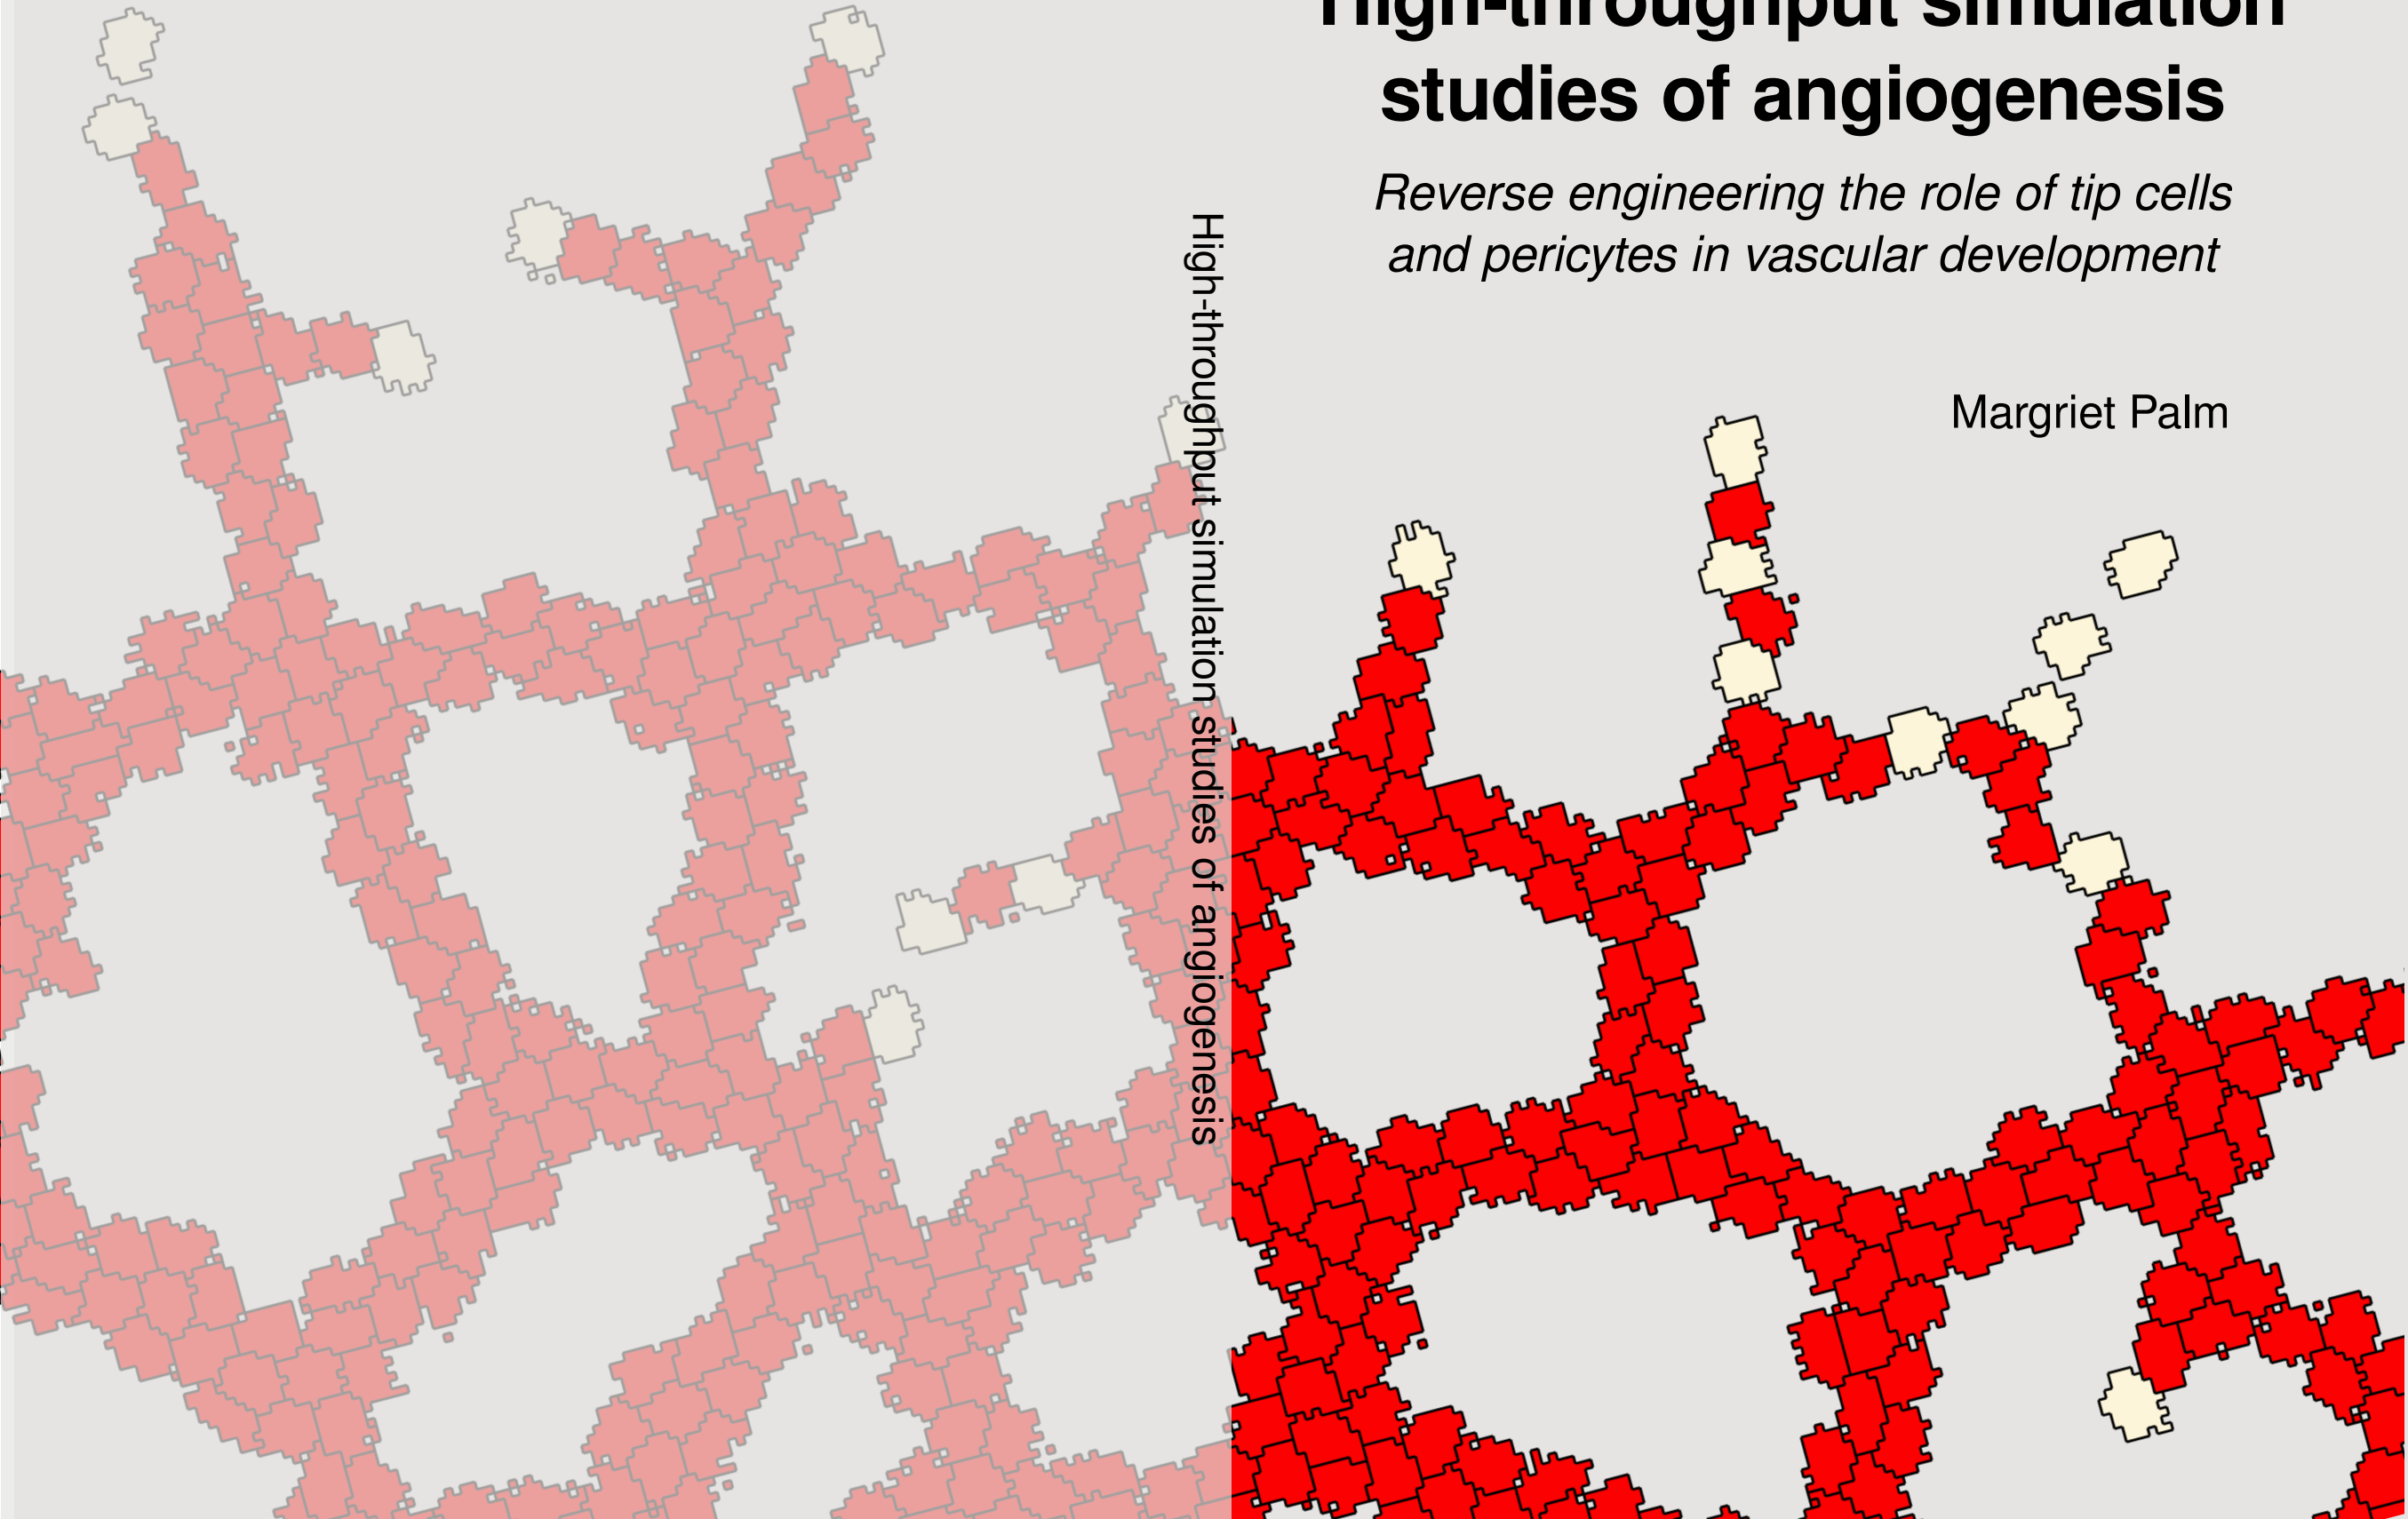 High-throughput simulation
studies of angiogenesis
Reverse engineering the role of tip cells
and pericytes in vascular development
Margriet Palm
High-throughput simulation studies of angiogenesis